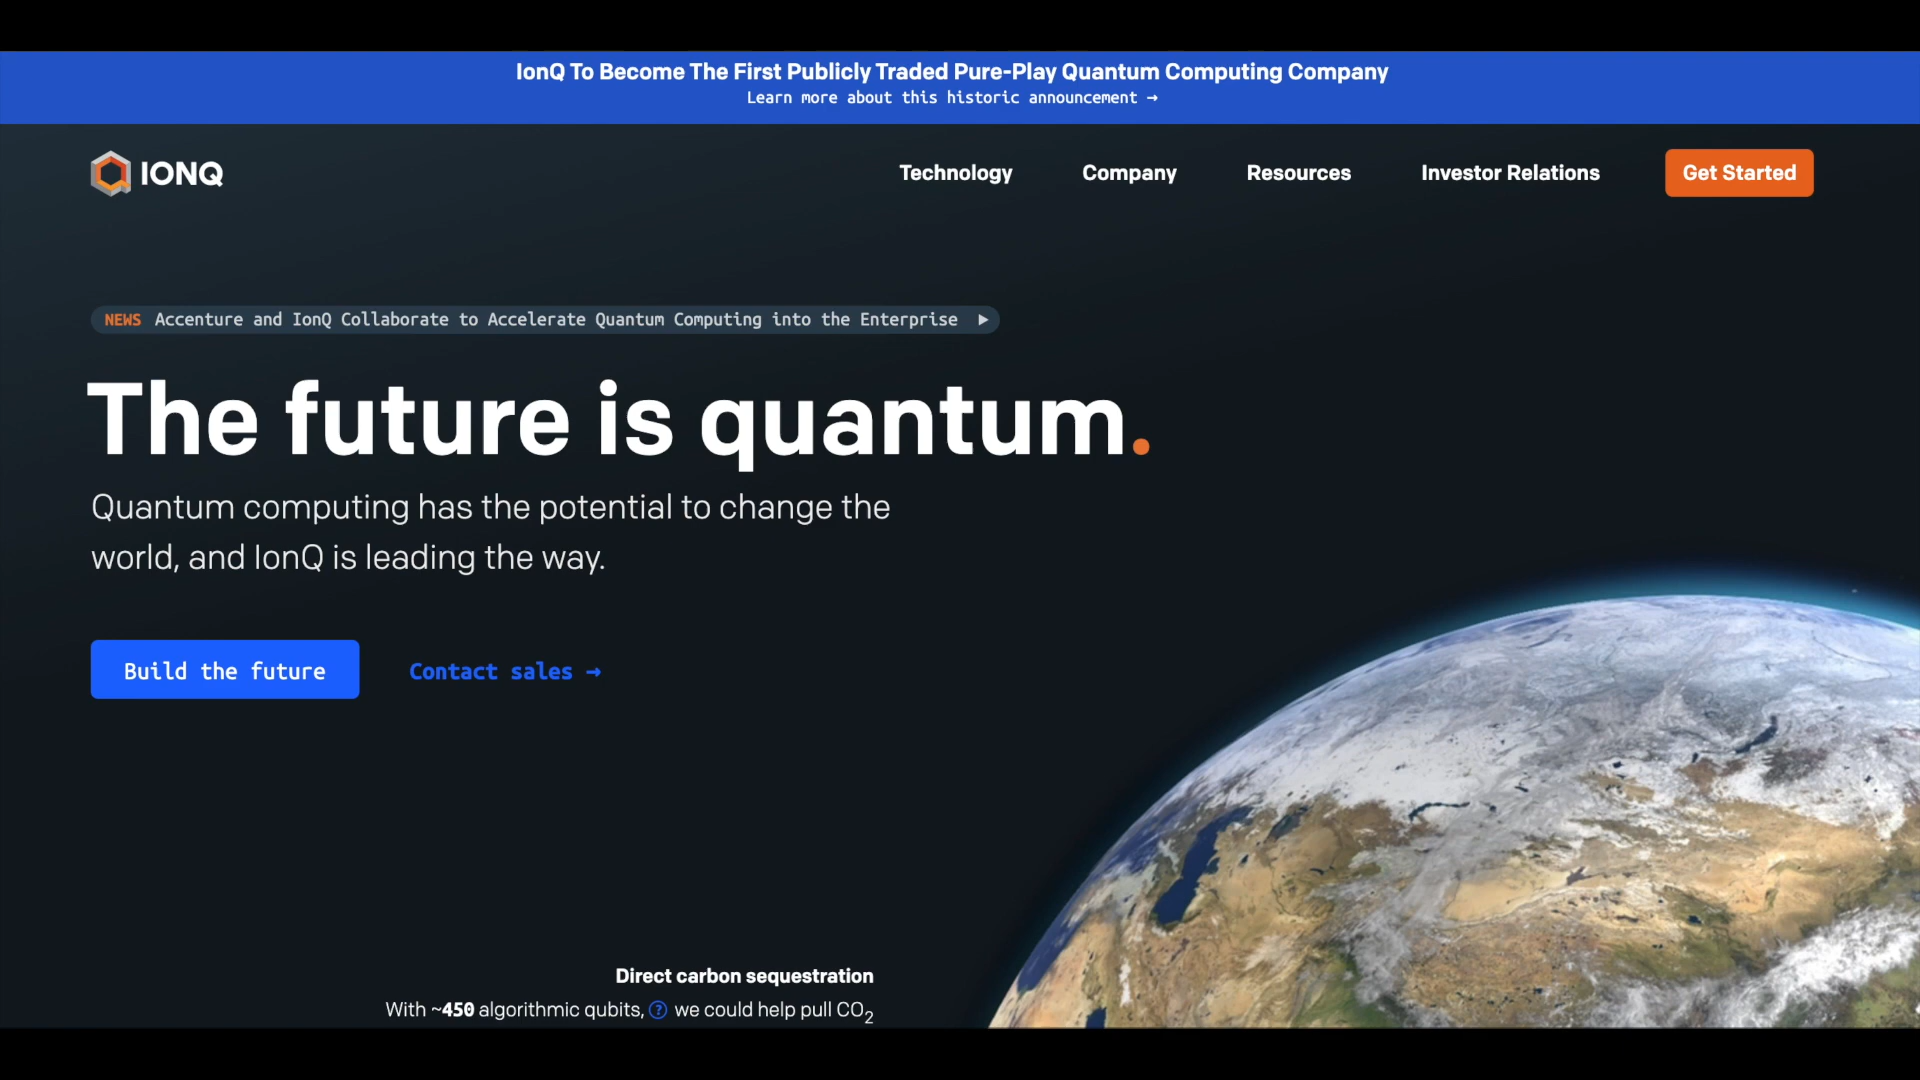 IonQ To Become The First Publicly Traded Pure-Play Quantum Computing Company
Learn more about this historic announcement →
IONQ
Technology
Company
Resources
Investor Relations
Get Started
NEWS Accenture and IonQ Collaborate to Accelerate Quantum Computing into the Enterprise ▶
The future is quantum.
Quantum computing has the potential to change the
world, and IonQ is leading the way.
Build the future
Contact sales →
Direct carbon sequestration
With ~450 algorithmic qubits, ? we could help pull CO₂